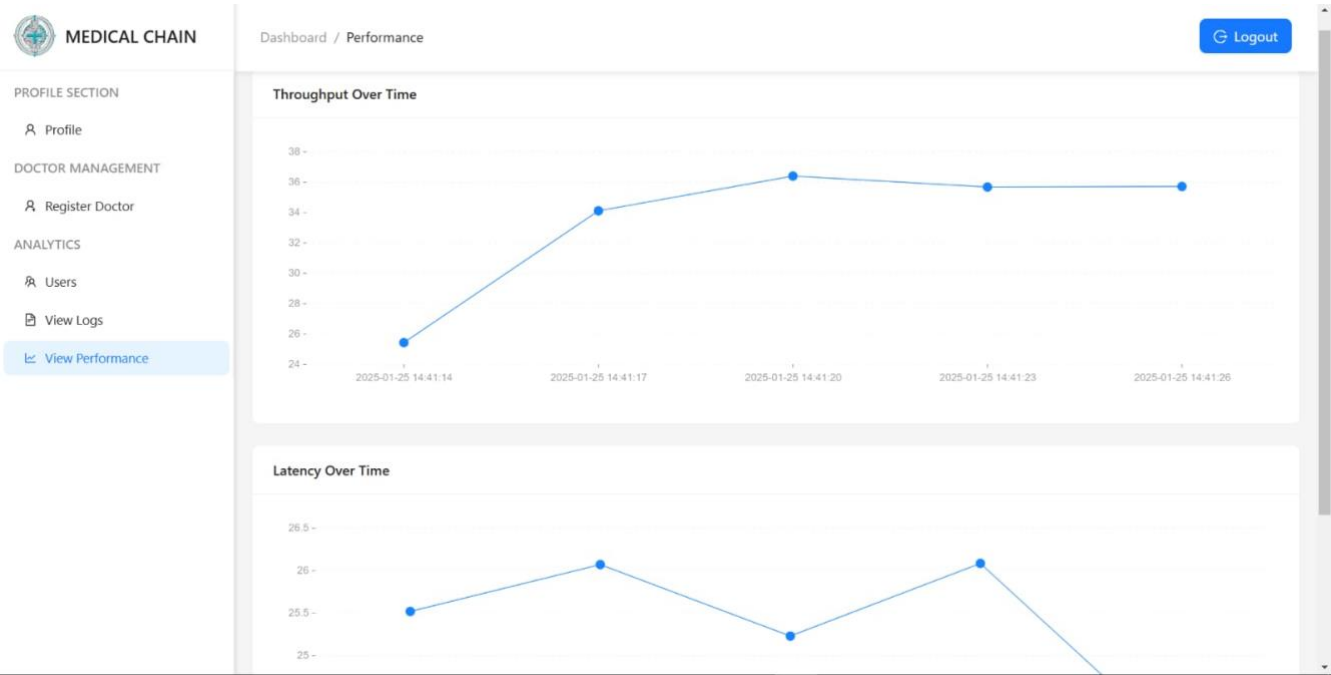 MEDICAL CHAIN
Dashboard / Performance
Logout
PROFILE SECTION
Profile
DOCTOR MANAGEMENT
Register Doctor
ANALYTICS
Users
View Logs
View Performance
Throughput Over Time
38
36
34
32
30
28
26
24
2025-01-25 14:41:14 2025-01-25 14:41:17 2025-01-25 14:41:20 2025-01-25 14:41:23 2025-01-25 14:41:26
Latency Over Time
26.5
26
25.5
25